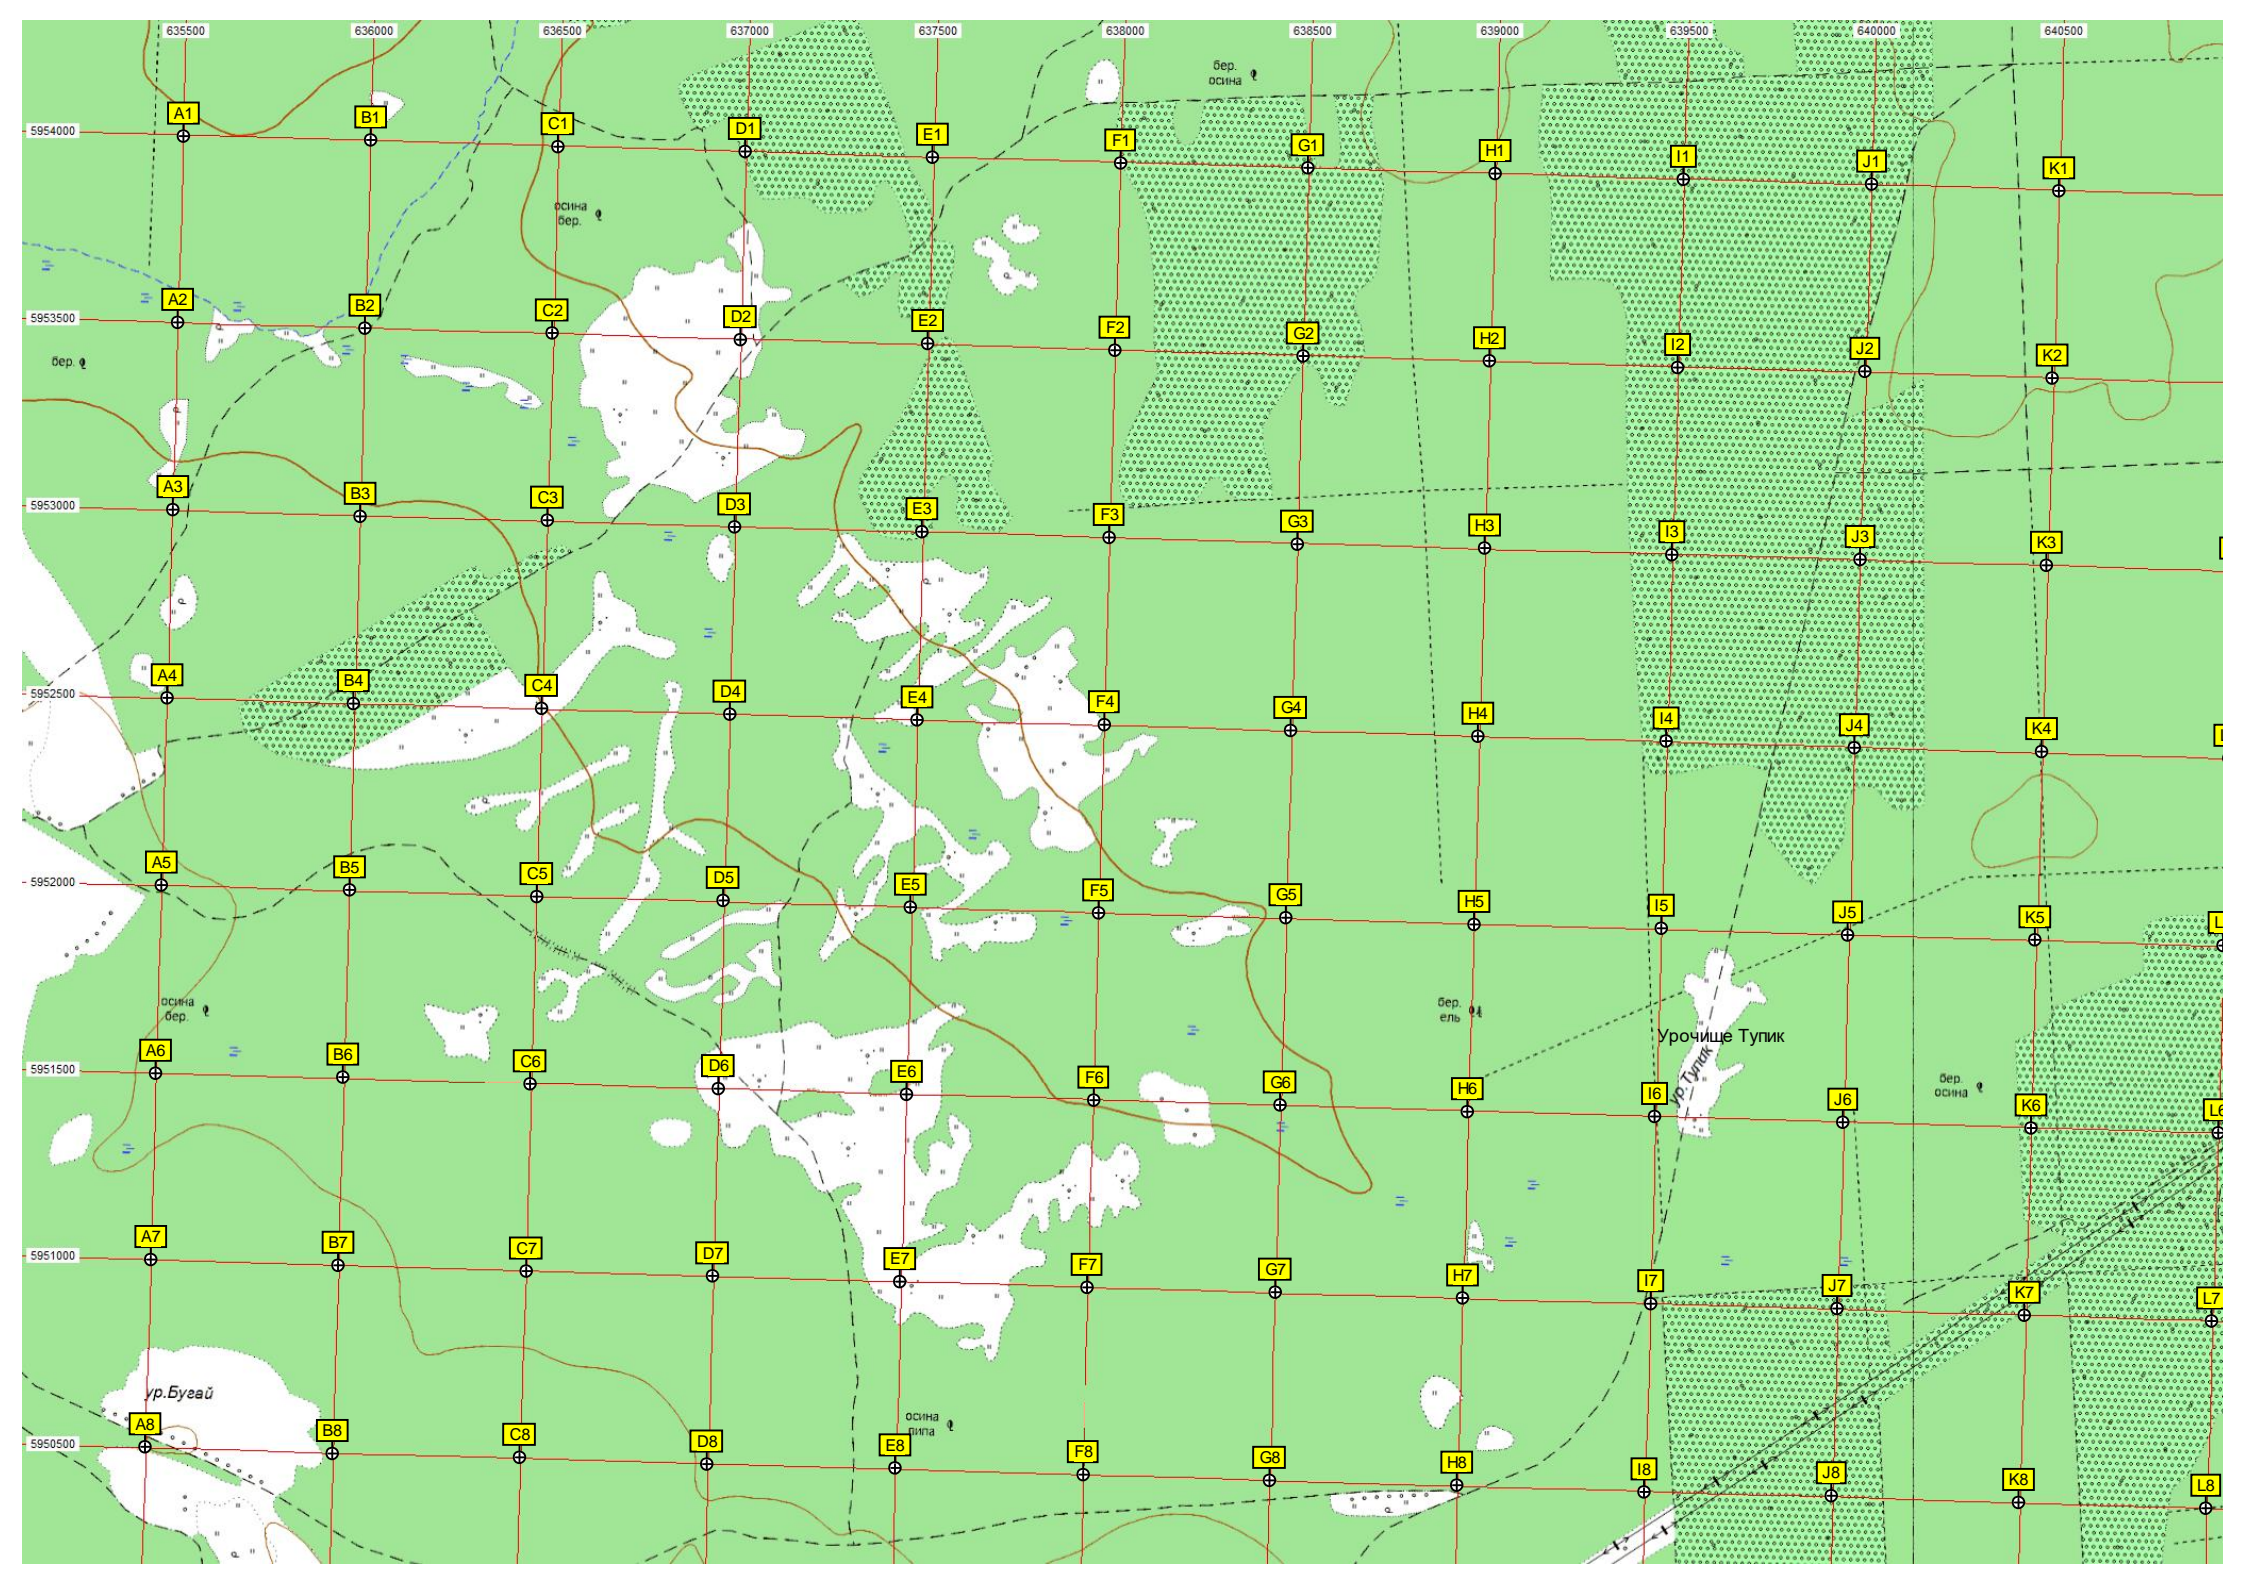 635500 636000 636500 637000 637500 638000 638500 639000 639500 640000 640500
бер.
осина
5954000
A1 B1 C1 D1 E1 F1 G1 H1 I1 J1 K1
осина
бер.
5953500
A2 B2 C2 D2 E2 F2 G2 H2 I2 J2 K2
бер.
5953000
A3 B3 C3 D3 E3 F3 G3 H3 I3 J3 K3
5952500
A4 B4 C4 D4 E4 F4 G4 H4 I4 J4 K4
5952000
A5 B5 C5 D5 E5 F5 G5 H5 I5 J5 K5
осина
бер.
бер.
ель
Урочище Тупик
ур.Тупик
5951500
A6 B6 C6 D6 E6 F6 G6 H6 I6 J6 K6 L6
бер.
осина
5951000
A7 B7 C7 D7 E7 F7 G7 H7 I7 J7 K7 L7
ур.Бугай
осина
липа
5950500
A8 B8 C8 D8 E8 F8 G8 H8 I8 J8 K8 L8